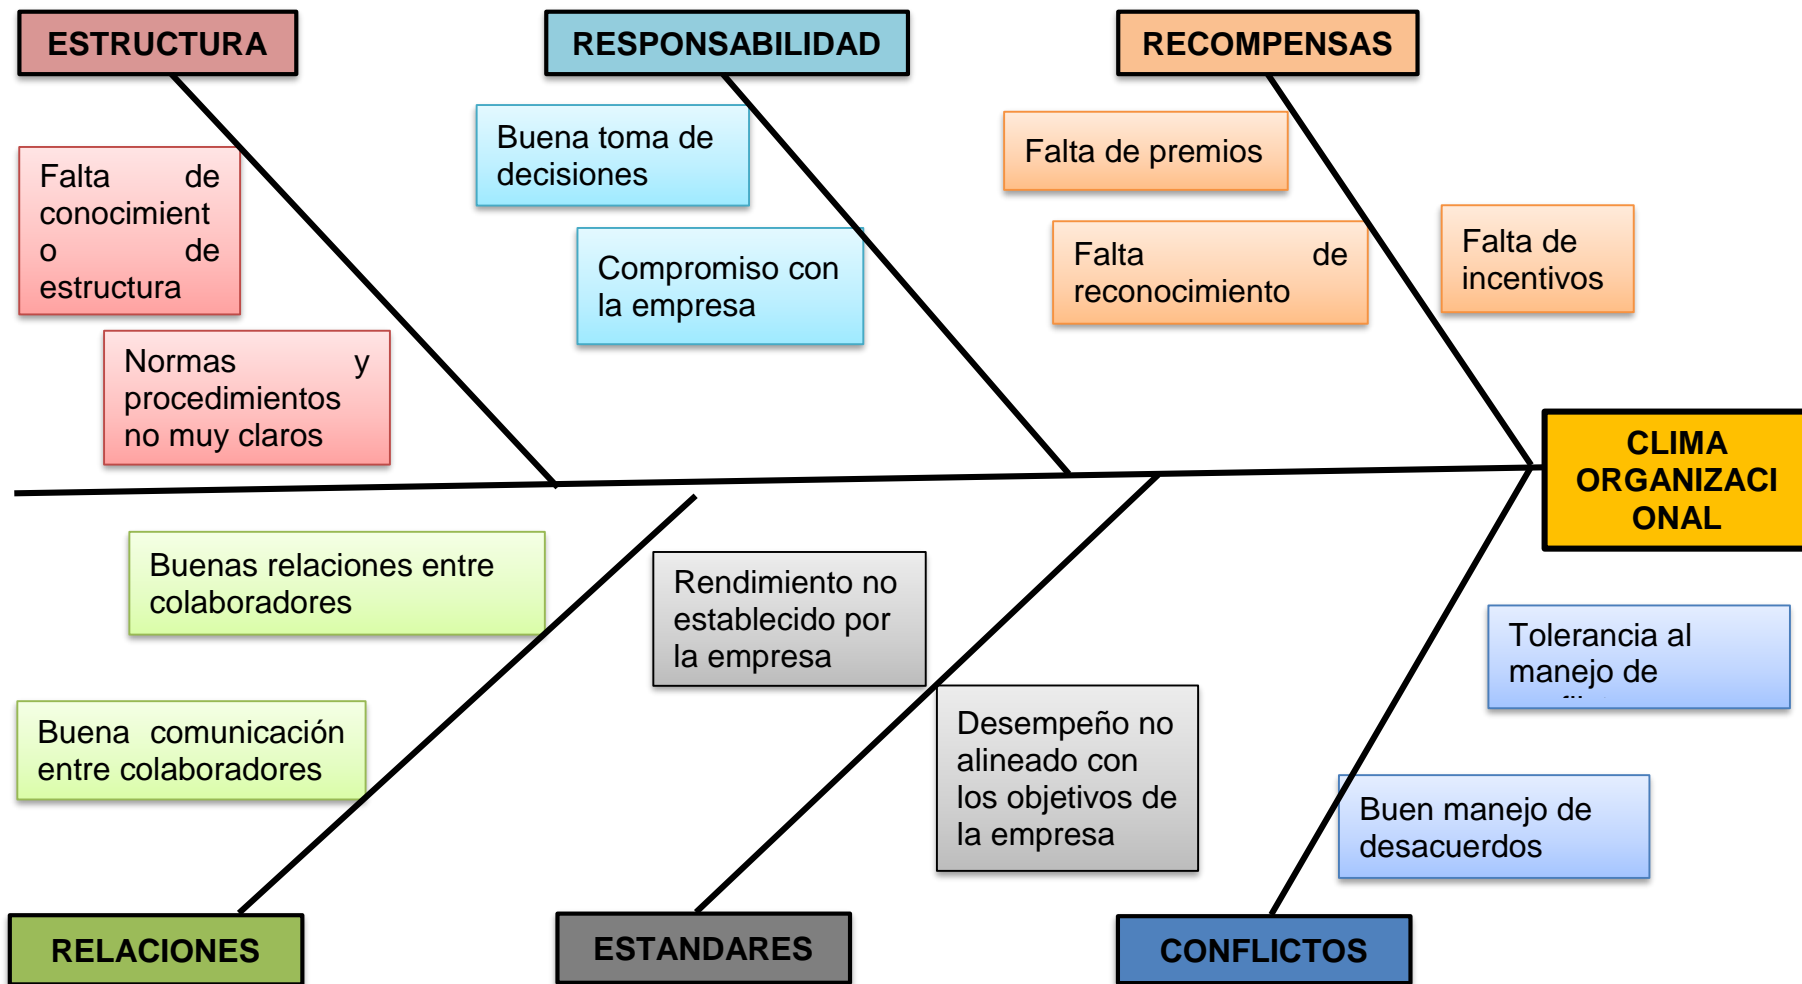 ESTRUCTURA
RESPONSABILIDAD
RECOMPENSAS
Falta de
conocimient
o de
estructura
Normas y
procedimientos
no muy claros
Buena toma de
decisiones
Compromiso con
la empresa
Falta de premios
Falta de
reconocimiento
Falta de
incentivos
CLIMA
ORGANIZACI
ONAL
Buenas relaciones entre
colaboradores
Buena comunicación
entre colaboradores
Rendimiento no
establecido por
la empresa
Desempeño no
alineado con
los objetivos de
la empresa
Tolerancia al
manejo de
Buen manejo de
desacuerdos
RELACIONES
ESTANDARES
CONFLICTOS